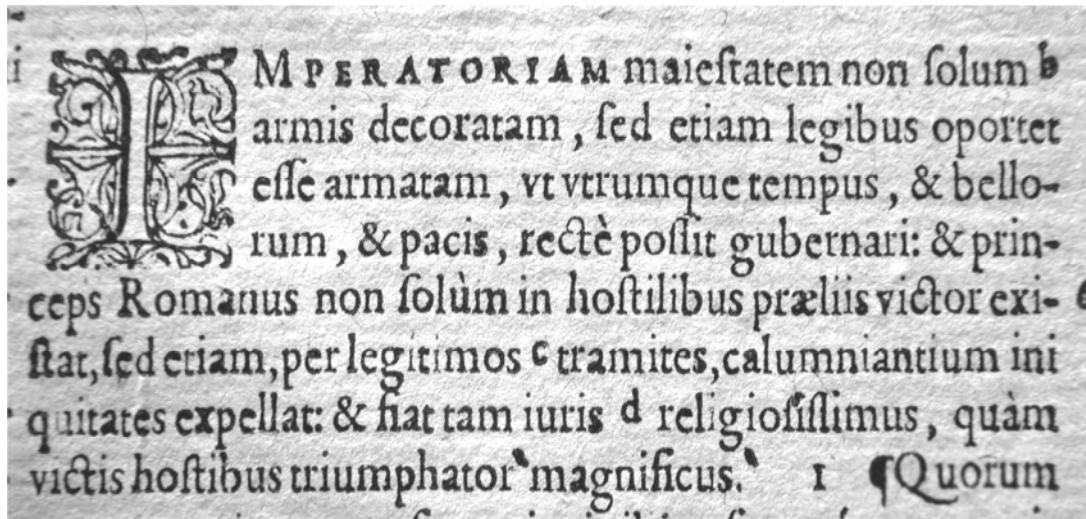 IMPERATORIAM maieſtatem non ſolum b
armis decoratam, ſed etiam legibus oportet
eſſe armatam, vt vtrumque tempus, & bello-
rum, & pacis, rectè poſſit gubernari: & prin-
ceps Romanus non ſolùm in hoſtilibus præliis victor exi-
ſtat, ſed etiam, per legitimos c tramites, calumniantium ini
quitates expellat: & fiat tam iuris d religioſiſſimus, quàm
victis hoſtibus triumphator‵magnificus.‵ 1 ¶Quorum